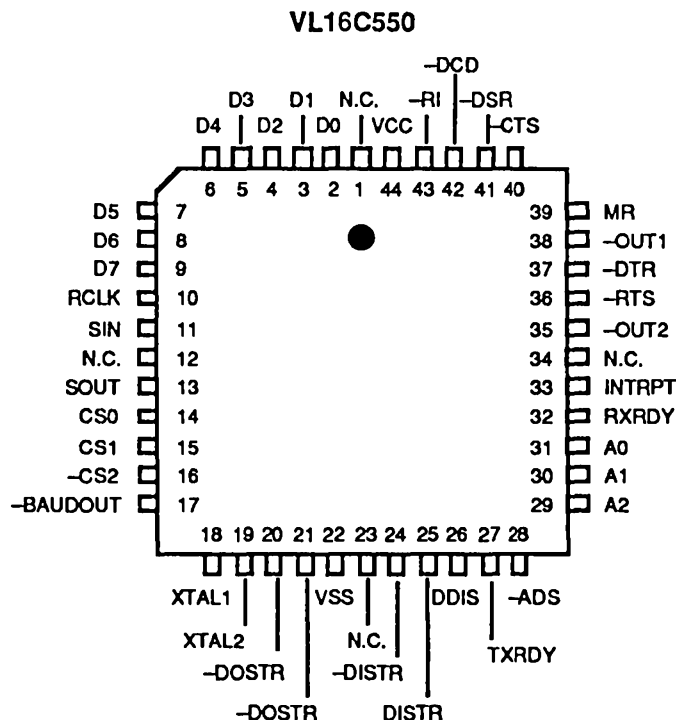 VL16C550
–DCD
D3 D1 N.C. –RI –DSR
D4 D2 D0 VCC –CTS
6 5 4 3 2 1 44 43 42 41 40
D5 7 39 MR
D6 8 38 –OUT1
D7 9 37 –DTR
RCLK 10 36 –RTS
SIN 11 35 –OUT2
N.C. 12 34 N.C.
SOUT 13 33 INTRPT
CS0 14 32 RXRDY
CS1 15 31 A0
–CS2 16 30 A1
–BAUDOUT 17 29 A2
18 19 20 21 22 23 24 25 26 27 28
XTAL1 VSS DDIS –ADS
XTAL2 N.C. TXRDY
–DOSTR –DISTR
–DOSTR DISTR